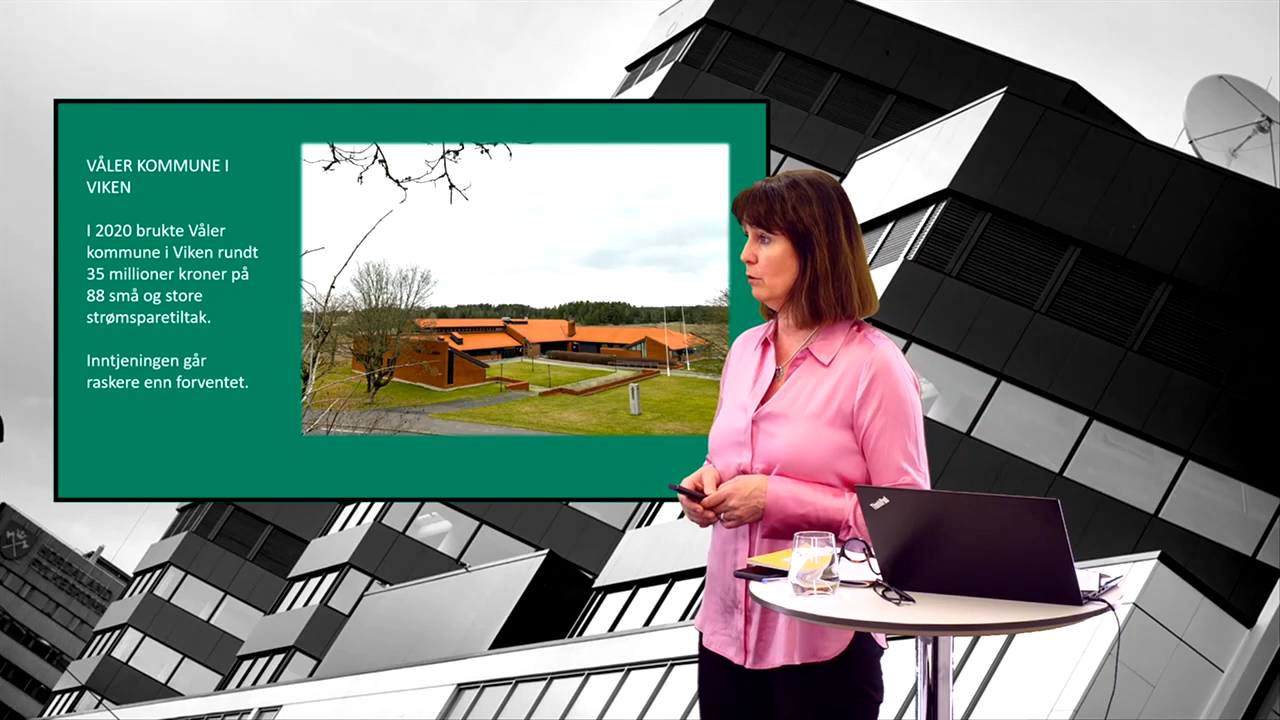 VÅLER KOMMUNE I
VIKEN
I 2020 brukte Våler
kommune i Viken rundt
35 millioner kroner på
88 små og store
strømsparetiltak.
Inntjeningen går
raskere enn forventet.
ThinkPad